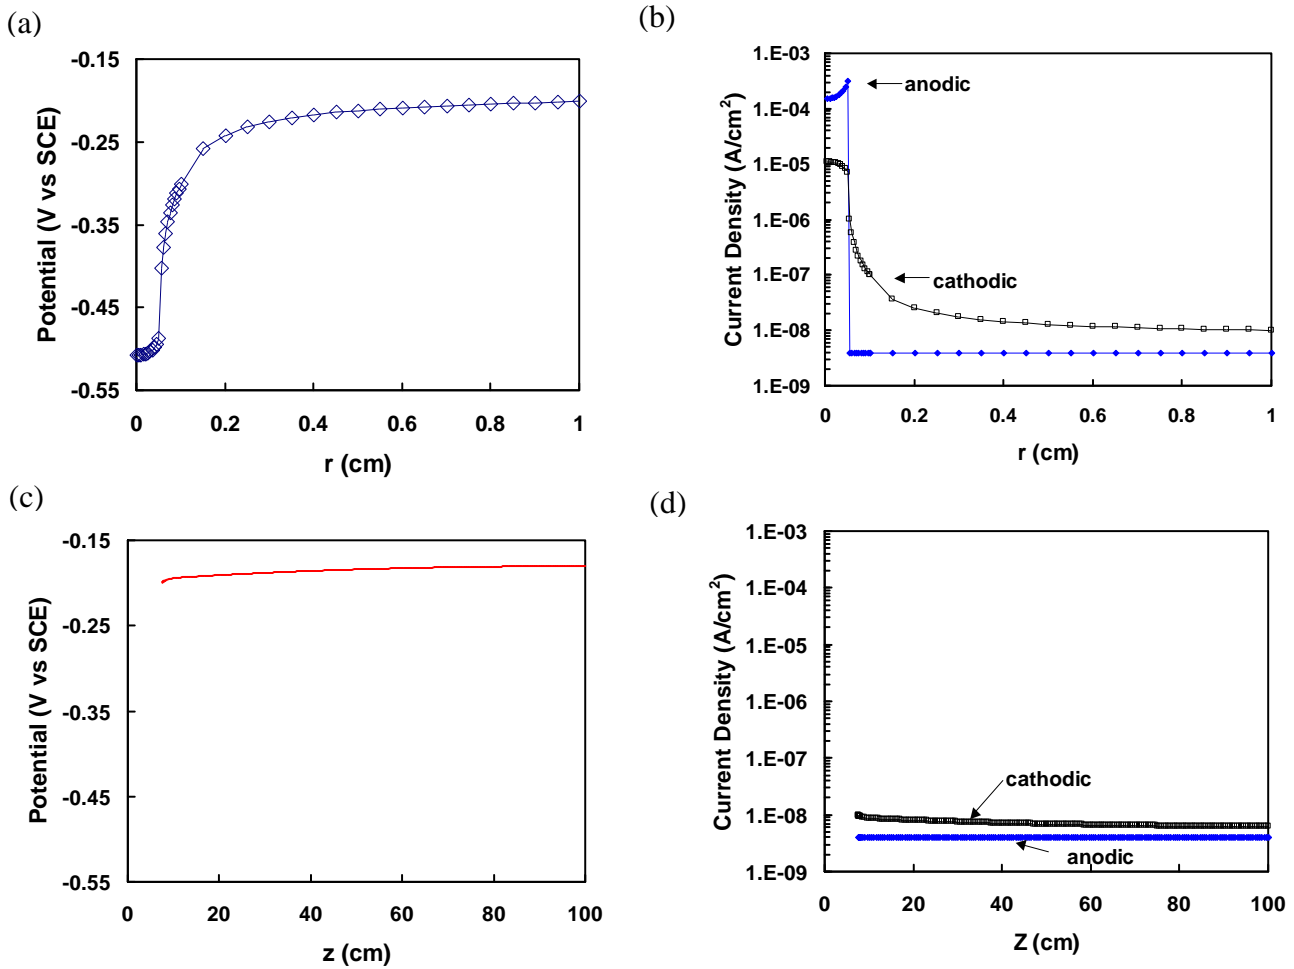 (a)
Potential (V vs SCE)
-0.15
-0.25
-0.35
-0.45
-0.55
0 0.2 0.4 0.6 0.8 1
r (cm)
(b)
Current Density (A/cm²)
1.E-03
1.E-04
1.E-05
1.E-06
1.E-07
1.E-08
1.E-09
anodic
cathodic
0 0.2 0.4 0.6 0.8 1
r (cm)
(c)
Potential (V vs SCE)
-0.15
-0.25
-0.35
-0.45
-0.55
0 20 40 60 80 100
z (cm)
(d)
Current Density (A/cm²)
1.E-03
1.E-04
1.E-05
1.E-06
1.E-07
1.E-08
1.E-09
cathodic
anodic
0 20 40 60 80 100
Z (cm)